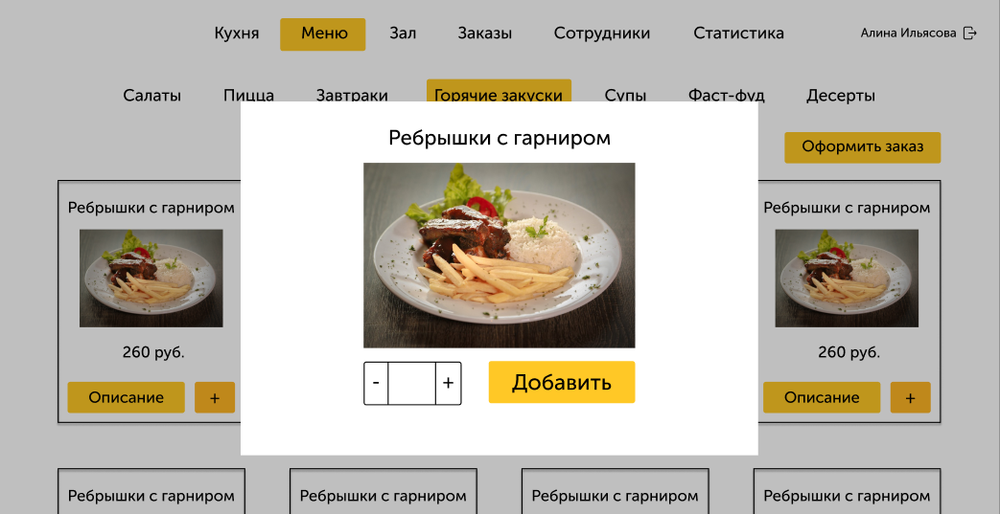 Кухня Меню Зал Заказы Сотрудники Статистика Алина Ильясова
Салаты Пицца Завтраки Горячие закуски Супы Фаст-фуд Десерты
Оформить заказ
Ребрышки с гарниром
- + Добавить
Ребрышки с гарниром
260 руб.
Описание +
Ребрышки с гарниром
260 руб.
Описание +
Ребрышки с гарниром Ребрышки с гарниром Ребрышки с гарниром Ребрышки с гарниром